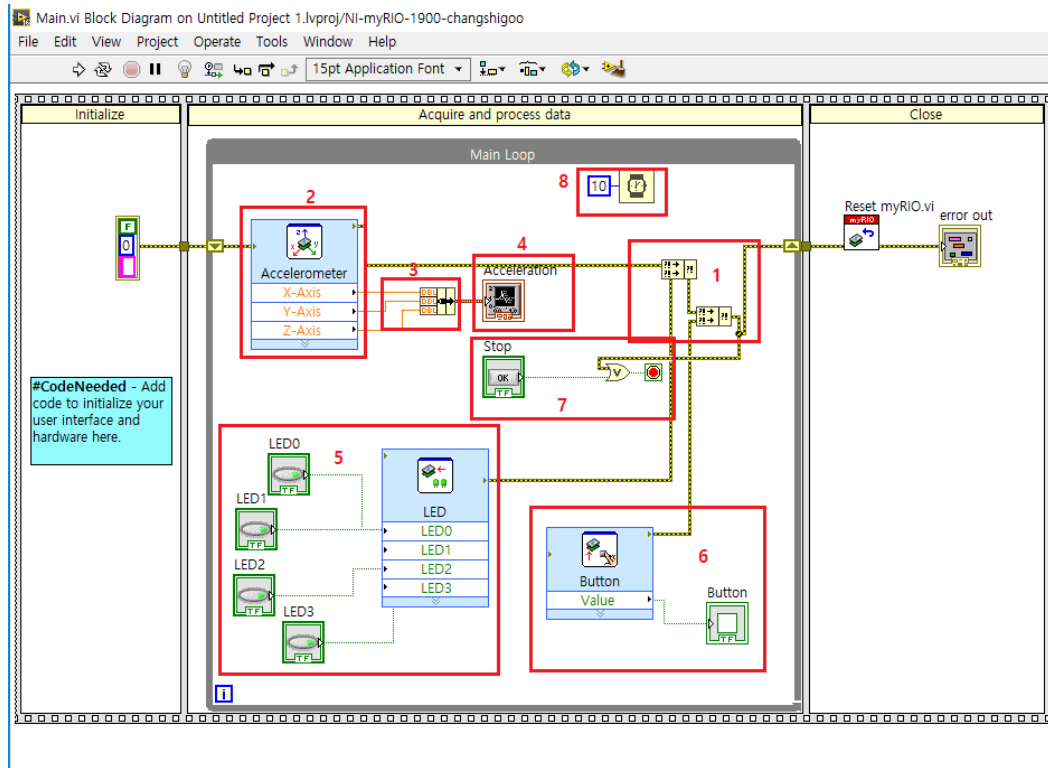 Main.vi Block Diagram on Untitled Project 1.lvproj/NI-myRIO-1900-changshigoo
File Edit View Project Operate Tools Window Help
15pt Application Font
Initialize
Acquire and process data
Close
Main Loop
8
10
2
Accelerometer
X-Axis
Y-Axis
Z-Axis
3
DBL
DBL
DBL
4
Acceleration
1
Reset myRIO.vi
myRIO
error out
F
0
Stop
OK
TF
V
7
#CodeNeeded - Add
code to initialize your
user interface and
hardware here.
5
LED0
TF
LED1
TF
LED2
TF
LED3
TF
LED
LED0
LED1
LED2
LED3
6
Button
Value
Button
TF
i